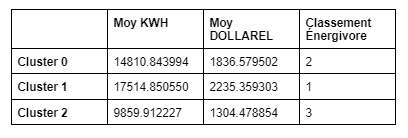 Moy KWH Moy DOLLAREL Classement Énergivore
Cluster 0 14810.843994 1836.579502 2
Cluster 1 17514.850550 2235.359303 1
Cluster 2 9859.912227 1304.478854 3